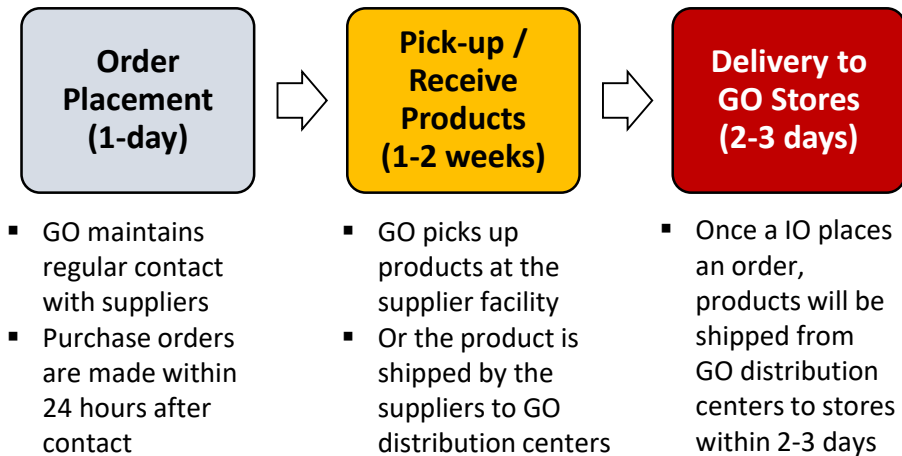 Order
Placement
(1-day)
Pick-up /
Receive
Products
(1-2 weeks)
Delivery to
GO Stores
(2-3 days)
▪ GO maintains
regular contact
with suppliers
▪ Purchase orders
are made within
24 hours after
contact
▪ GO picks up
products at the
supplier facility
▪ Or the product is
shipped by the
suppliers to GO
distribution centers
▪ Once a IO places
an order,
products will be
shipped from
GO distribution
centers to stores
within 2-3 days